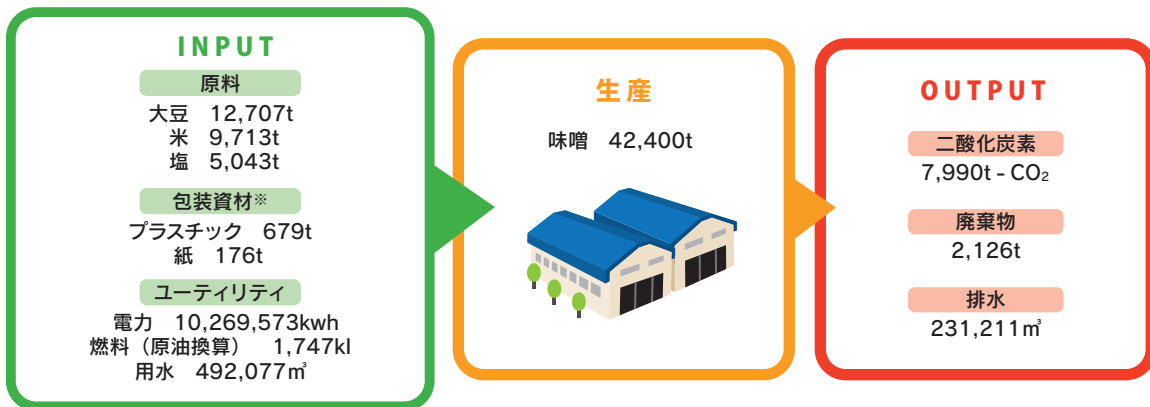 INPUT
原料
大豆 12,707t
米 9,713t
塩 5,043t
包装資材※
プラスチック 679t
紙 176t
ユーティリティ
電力 10,269,573kwh
燃料（原油換算） 1,747kl
用水 492,077㎥
生産
味噌 42,400t
OUTPUT
二酸化炭素
7,990t - CO₂
廃棄物
2,126t
排水
231,211㎥